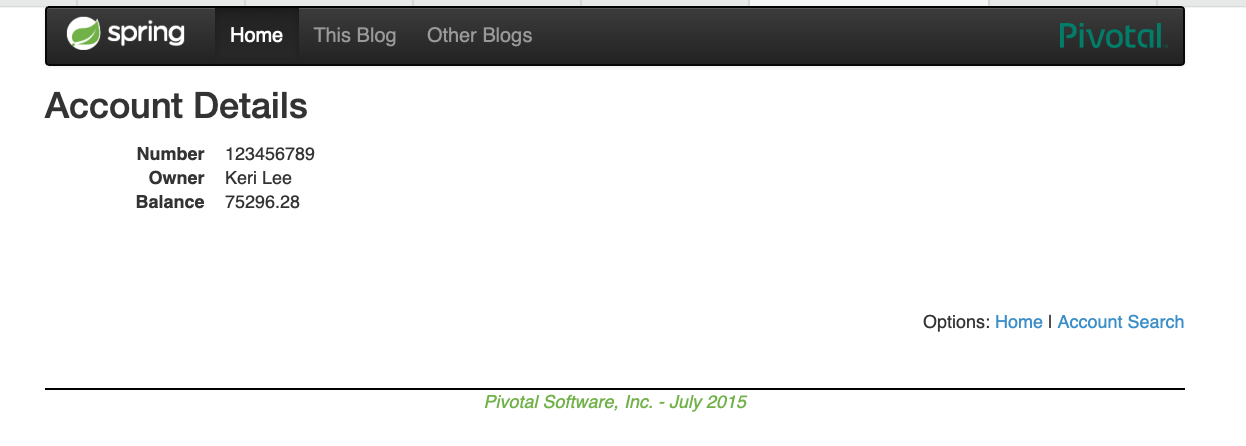 spring Home This Blog Other Blogs Pivotal
Account Details
Number 123456789
Owner Keri Lee
Balance 75296.28
Options: Home | Account Search
Pivotal Software, Inc. - July 2015